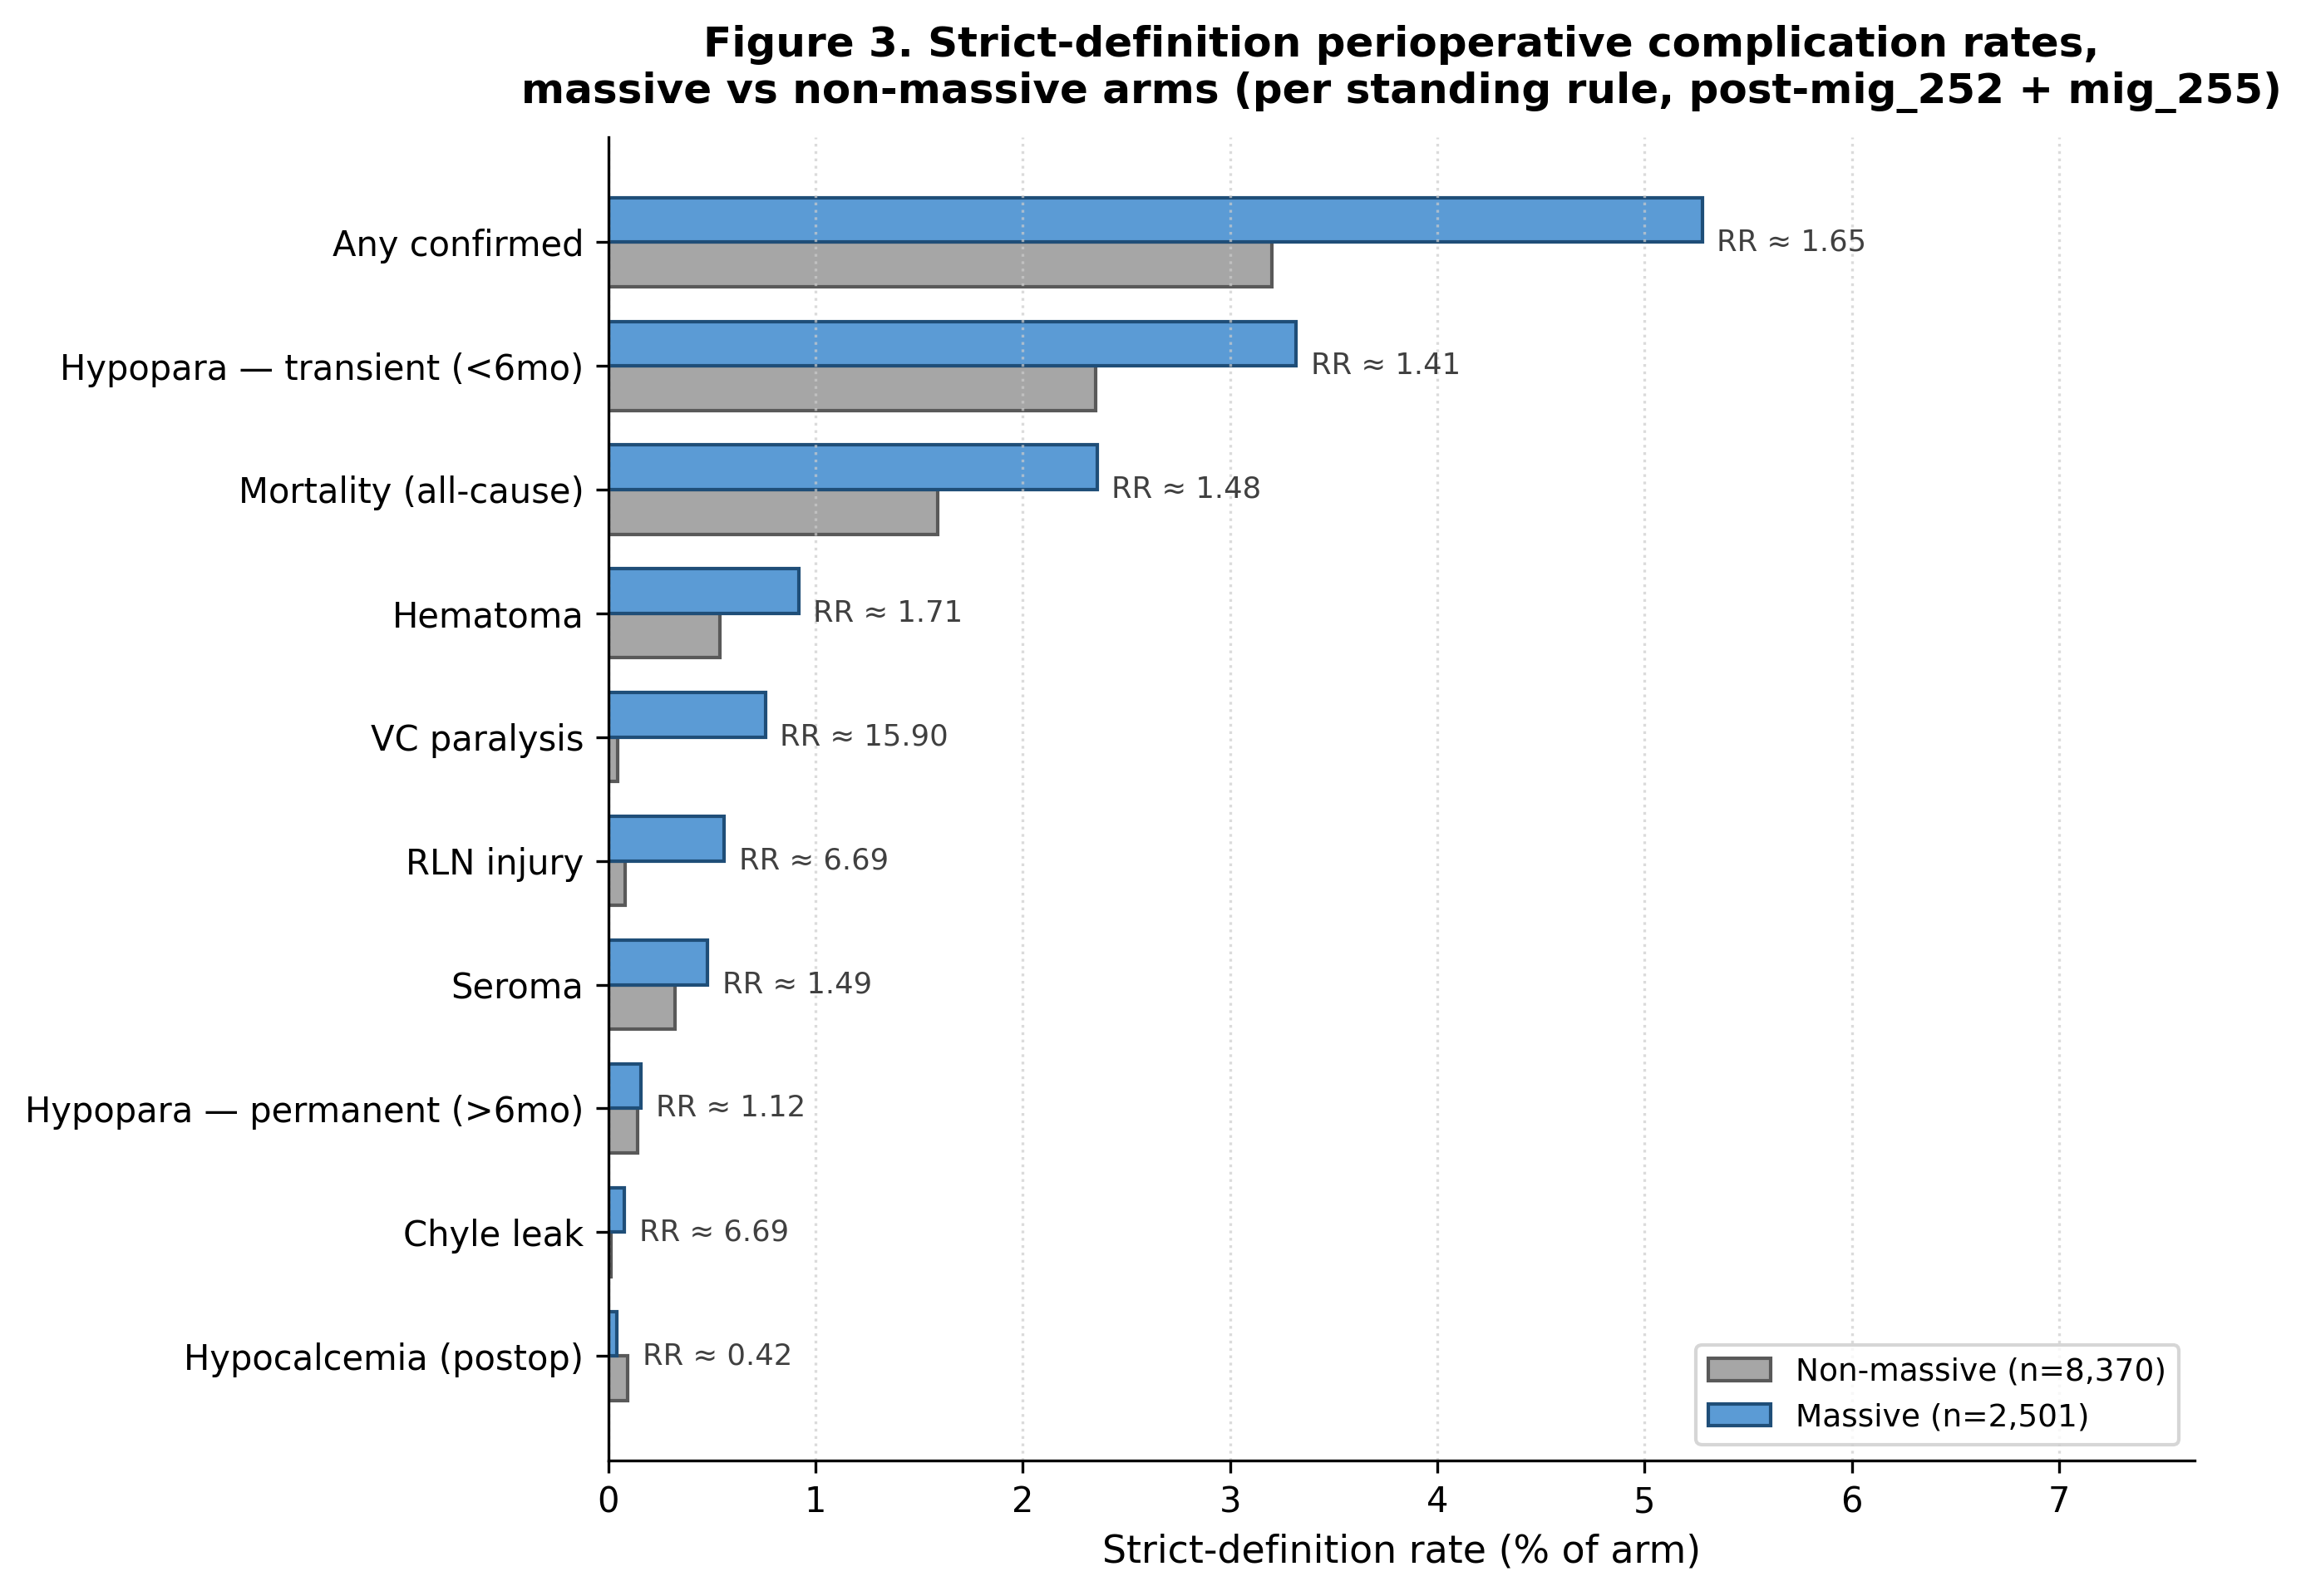 Figure 3. Strict-definition perioperative complication rates,
massive vs non-massive arms (per standing rule, post-mig_252 + mig_255)
Any confirmed
RR ≈ 1.65
Hypopara — transient (<6mo)
RR ≈ 1.41
Mortality (all-cause)
RR ≈ 1.48
Hematoma
RR ≈ 1.71
VC paralysis
RR ≈ 15.90
RLN injury
RR ≈ 6.69
Seroma
RR ≈ 1.49
Hypopara — permanent (>6mo)
RR ≈ 1.12
Chyle leak
RR ≈ 6.69
Hypocalcemia (postop)
RR ≈ 0.42
Non-massive (n=8,370)
Massive (n=2,501)
0 1 2 3 4 5 6 7
Strict-definition rate (% of arm)